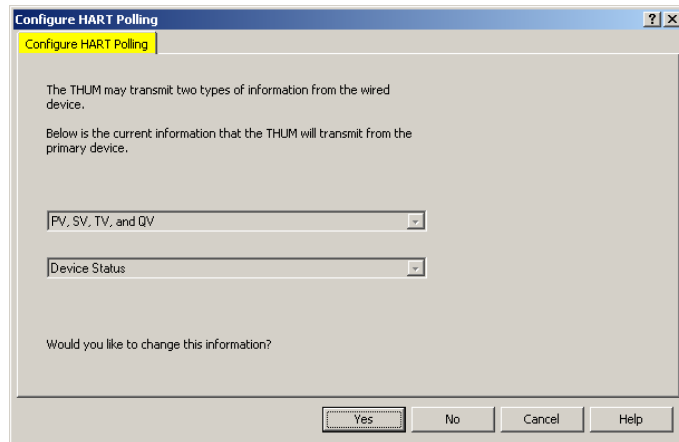 Configure HART Polling
Configure HART Polling
The THUM may transmit two types of information from the wired
device.
Below is the current information that the THUM will transmit from the
primary device.
PV, SV, TV, and QV
Device Status
Would you like to change this information?
Yes No Cancel Help